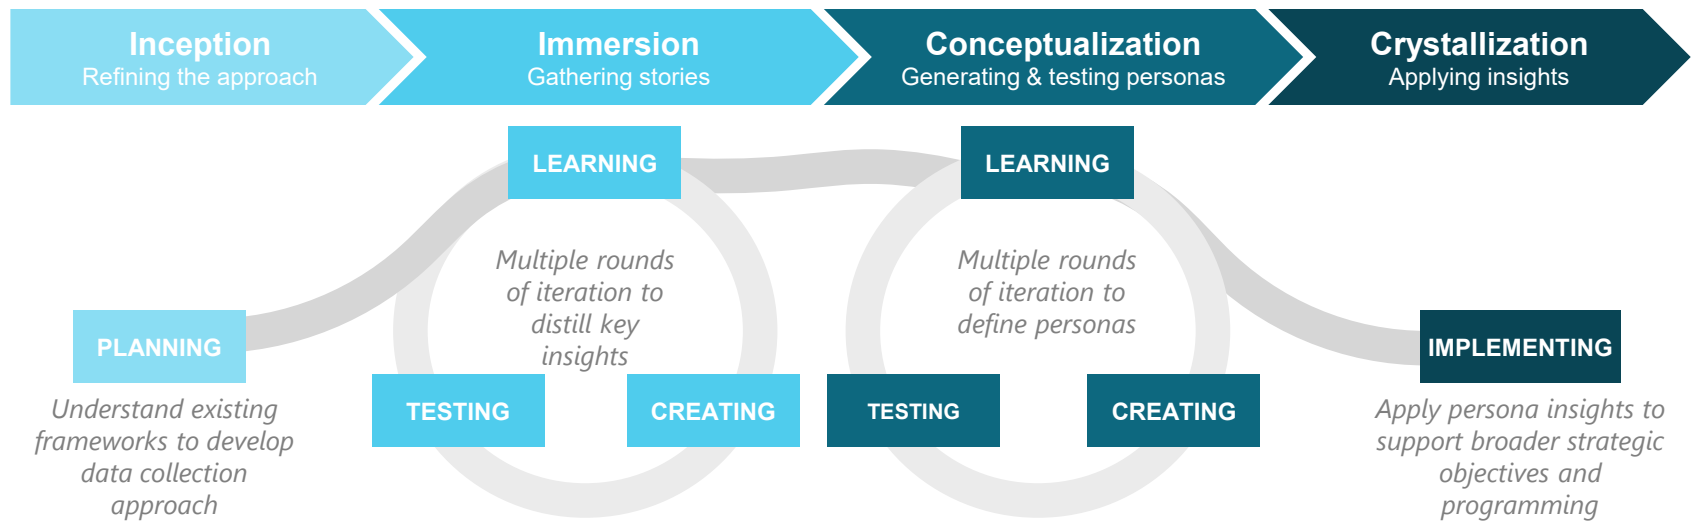 Inception
Refining the approach
Immersion
Gathering stories
Conceptualization
Generating & testing personas
Crystallization
Applying insights
PLANNING
Understand existing
frameworks to develop
data collection
approach
LEARNING
Multiple rounds
of iteration to
distill key
insights
TESTING
CREATING
LEARNING
Multiple rounds
of iteration to
define personas
TESTING
CREATING
IMPLEMENTING
Apply persona insights to
support broader strategic
objectives and
programming